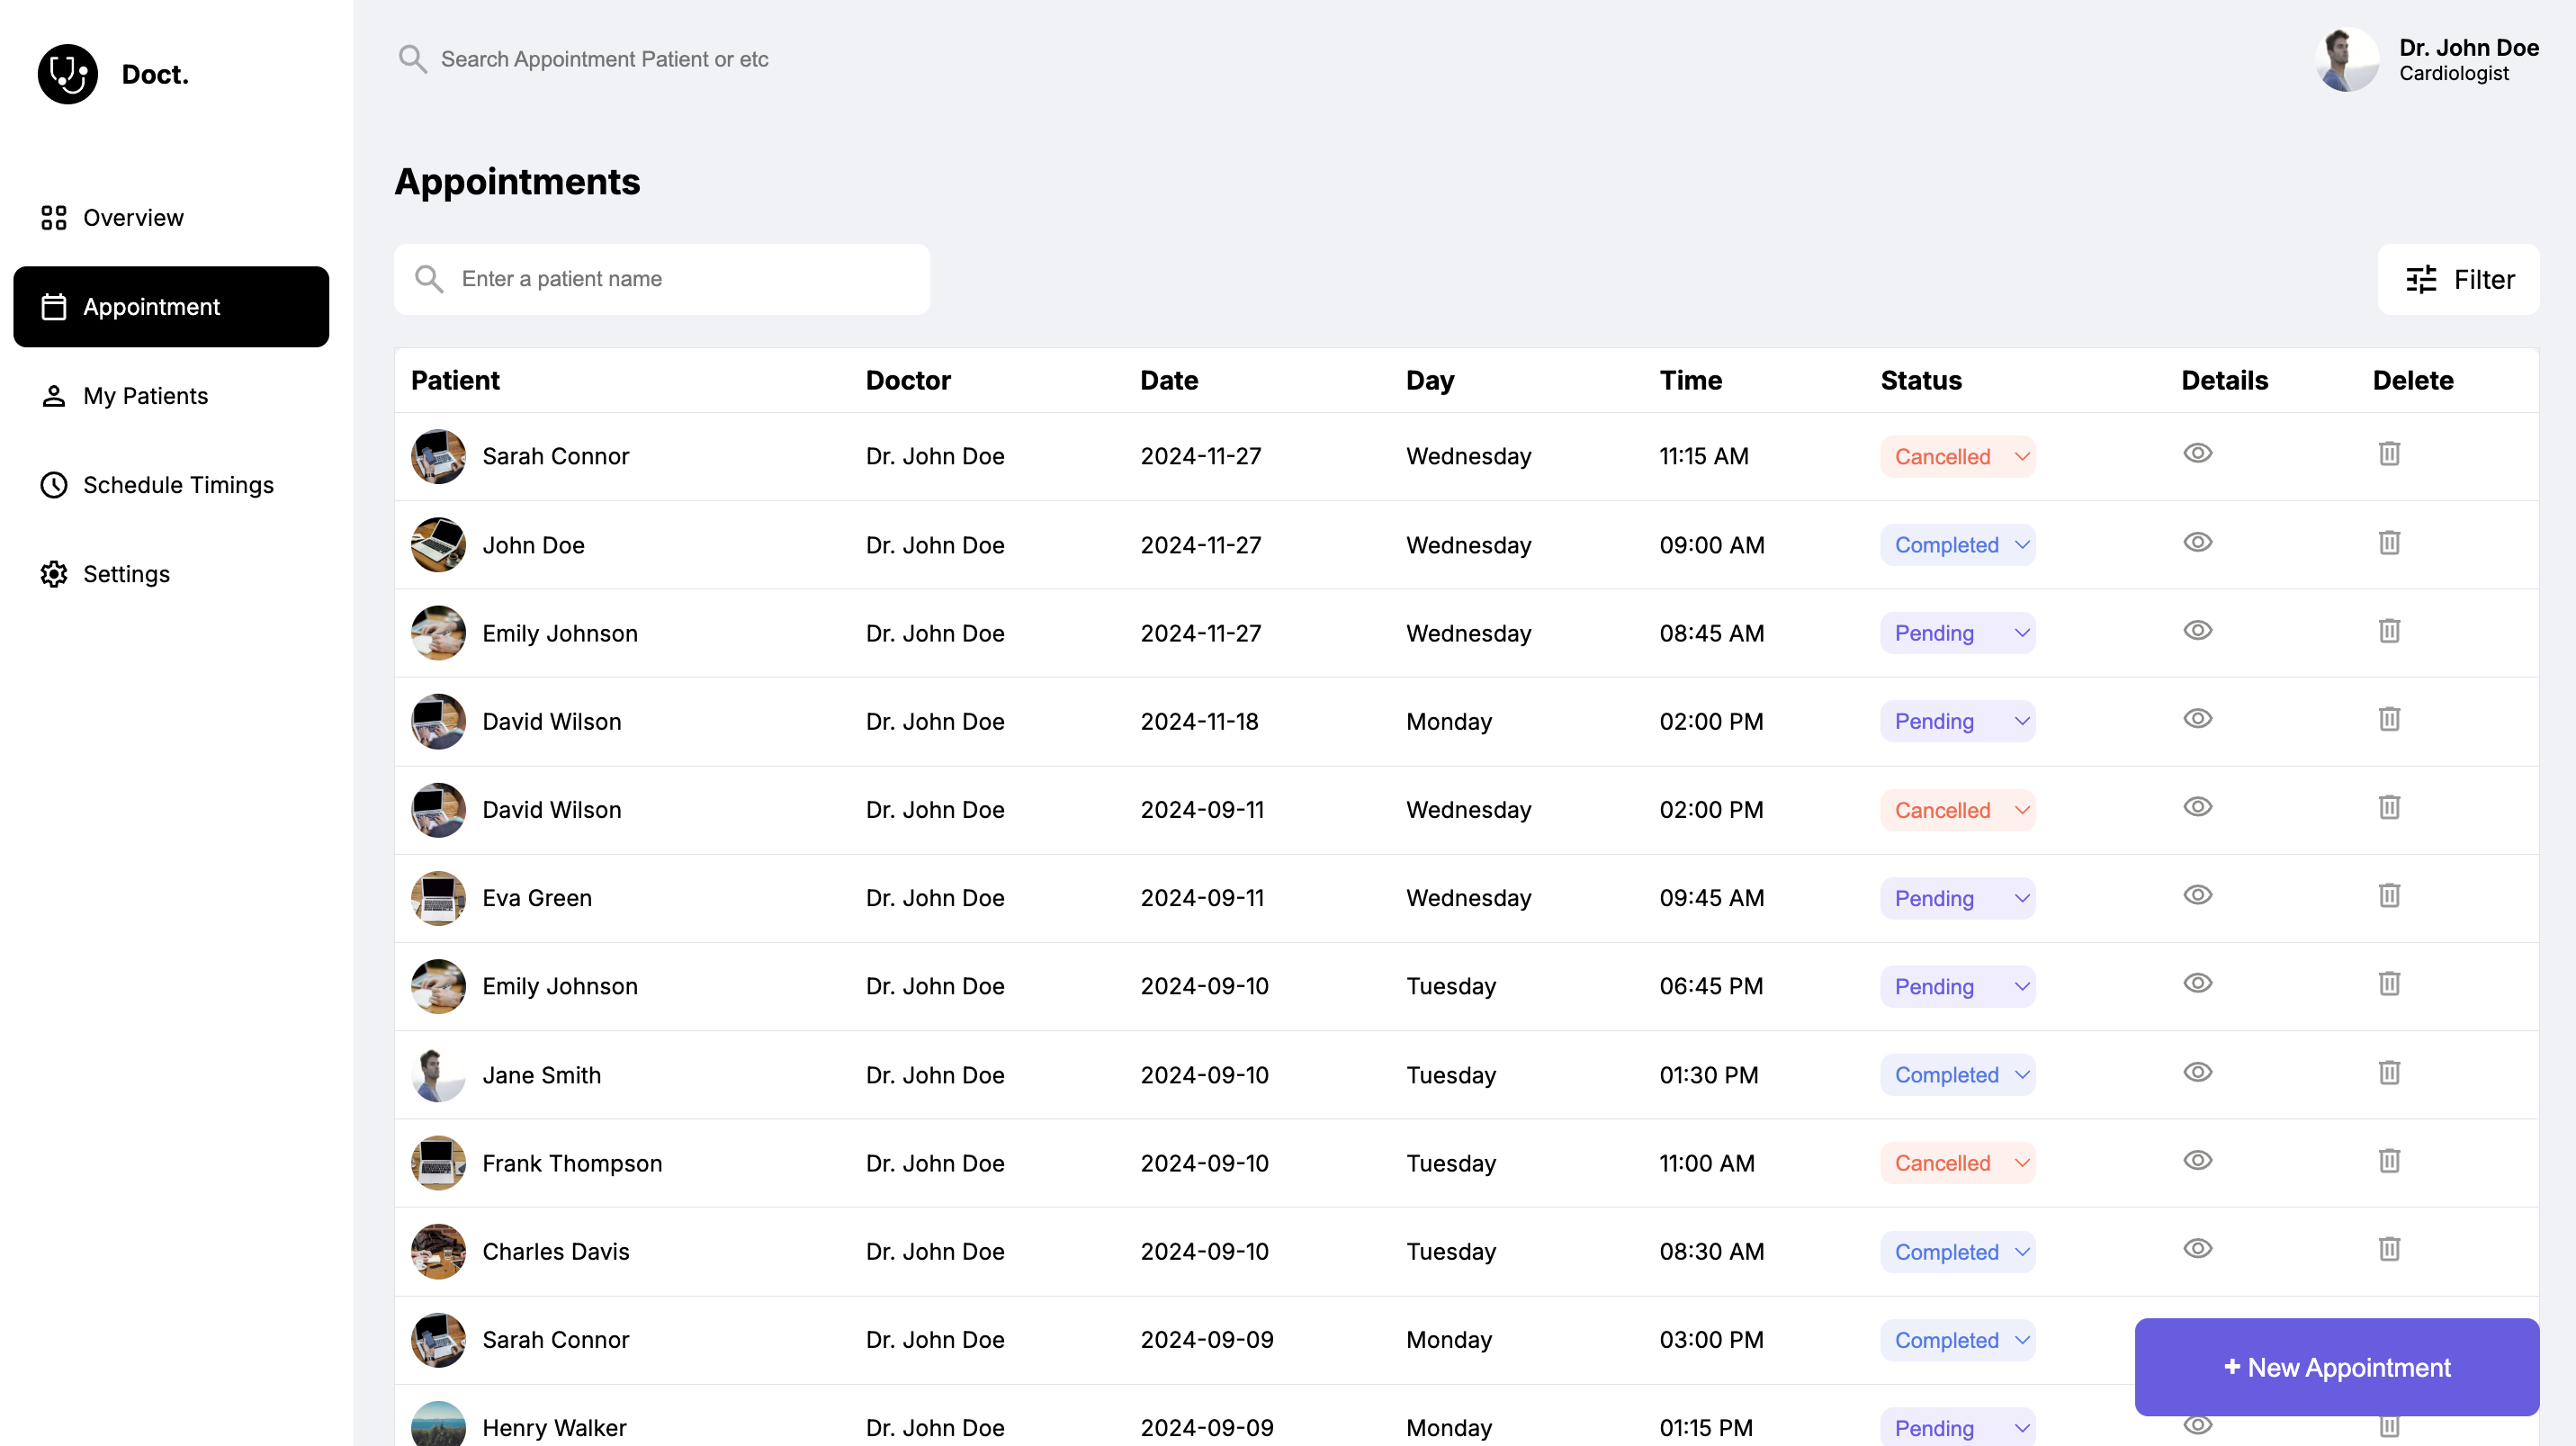 Doct.
Search Appointment Patient or etc
Dr. John Doe
Cardiologist
Overview
Appointment
My Patients
Schedule Timings
Settings
Appointments
Enter a patient name
Filter
Patient Doctor Date Day Time Status Details Delete
Sarah Connor Dr. John Doe 2024-11-27 Wednesday 11:15 AM Cancelled
John Doe Dr. John Doe 2024-11-27 Wednesday 09:00 AM Completed
Emily Johnson Dr. John Doe 2024-11-27 Wednesday 08:45 AM Pending
David Wilson Dr. John Doe 2024-11-18 Monday 02:00 PM Pending
David Wilson Dr. John Doe 2024-09-11 Wednesday 02:00 PM Cancelled
Eva Green Dr. John Doe 2024-09-11 Wednesday 09:45 AM Pending
Emily Johnson Dr. John Doe 2024-09-10 Tuesday 06:45 PM Pending
Jane Smith Dr. John Doe 2024-09-10 Tuesday 01:30 PM Completed
Frank Thompson Dr. John Doe 2024-09-10 Tuesday 11:00 AM Cancelled
Charles Davis Dr. John Doe 2024-09-10 Tuesday 08:30 AM Completed
Sarah Connor Dr. John Doe 2024-09-09 Monday 03:00 PM Completed
+ New Appointment
Henry Walker Dr. John Doe 2024-09-09 Monday 01:15 PM Pending